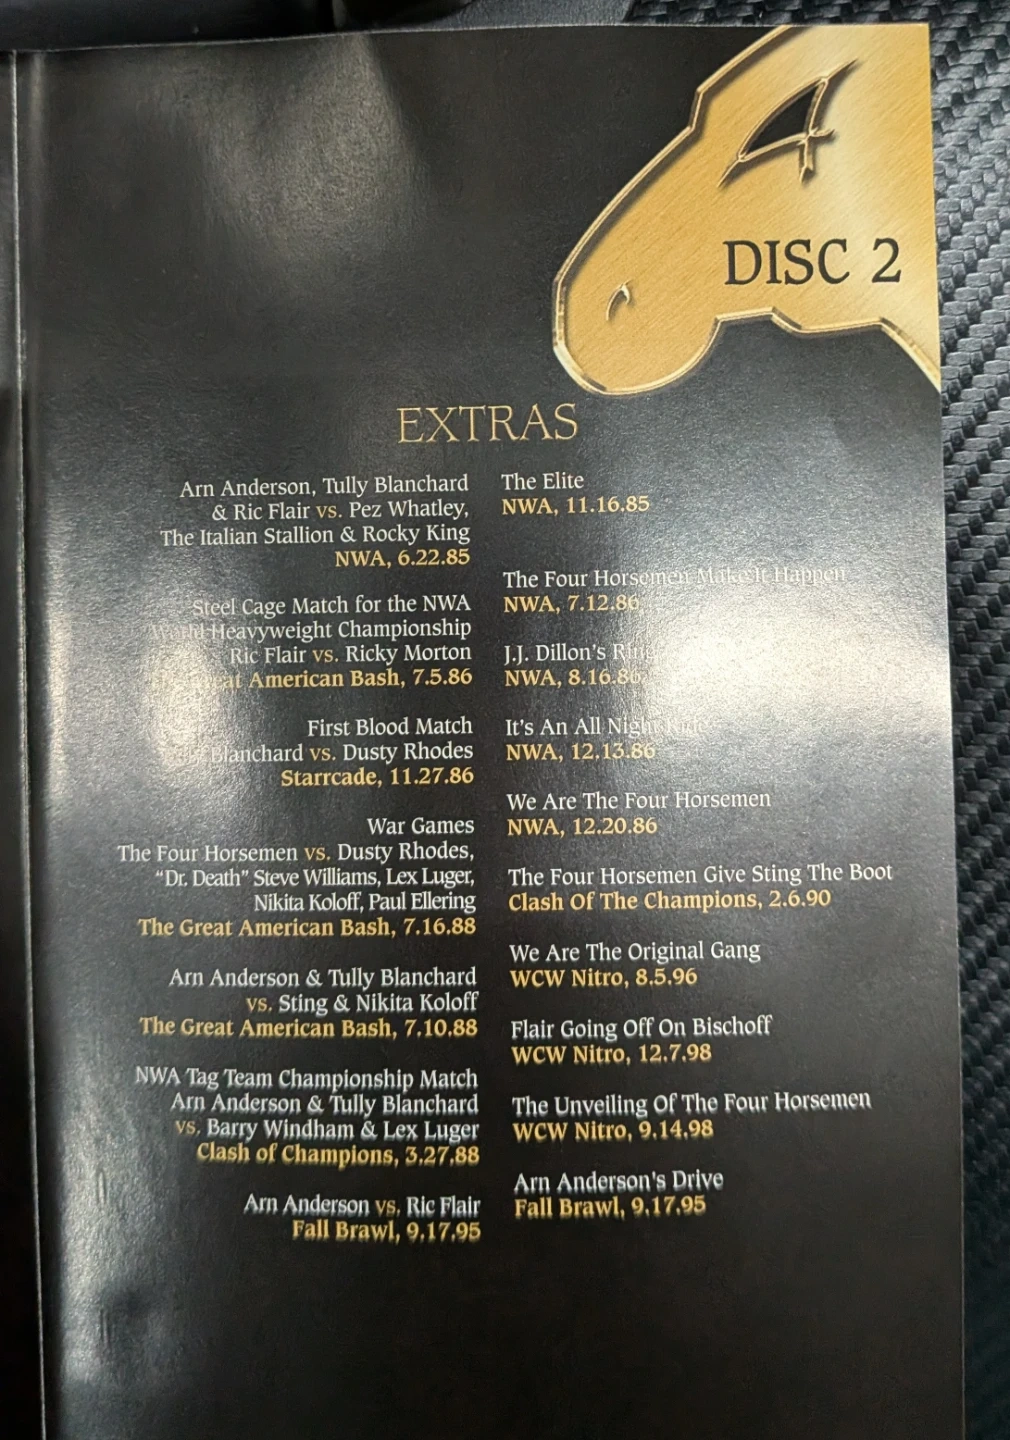 DISC 2
EXTRAS
Arn Anderson, Tully Blanchard
& Ric Flair vs. Pez Whatley,
The Italian Stallion & Rocky King
NWA, 6.22.85
Steel Cage Match for the NWA
World Heavyweight Championship
Ric Flair vs. Ricky Morton
Great American Bash, 7.5.86
First Blood Match
Blanchard vs. Dusty Rhodes
Starrcade, 11.27.86
War Games
The Four Horsemen vs. Dusty Rhodes,
"Dr. Death" Steve Williams, Lex Luger,
Nikita Koloff, Paul Ellering
The Great American Bash, 7.16.88
Arn Anderson & Tully Blanchard
vs. Sting & Nikita Koloff
The Great American Bash, 7.10.88
NWA Tag Team Championship Match
Arn Anderson & Tully Blanchard
vs. Barry Windham & Lex Luger
Clash of Champions, 3.27.88
Arn Anderson vs. Ric Flair
Fall Brawl, 9.17.95
The Elite
NWA, 11.16.85
The Four Horsemen Make It Happen
NWA, 7.12.86
J.J. Dillon's
NWA, 8.16.86
It's An All Night Ride
NWA, 12.13.86
We Are The Four Horsemen
NWA, 12.20.86
The Four Horsemen Give Sting The Boot
Clash Of The Champions, 2.6.90
We Are The Original Gang
WCW Nitro, 8.5.96
Flair Going Off On Bischoff
WCW Nitro, 12.7.98
The Unveiling Of The Four Horsemen
WCW Nitro, 9.14.98
Arn Anderson's Drive
Fall Brawl, 9.17.95